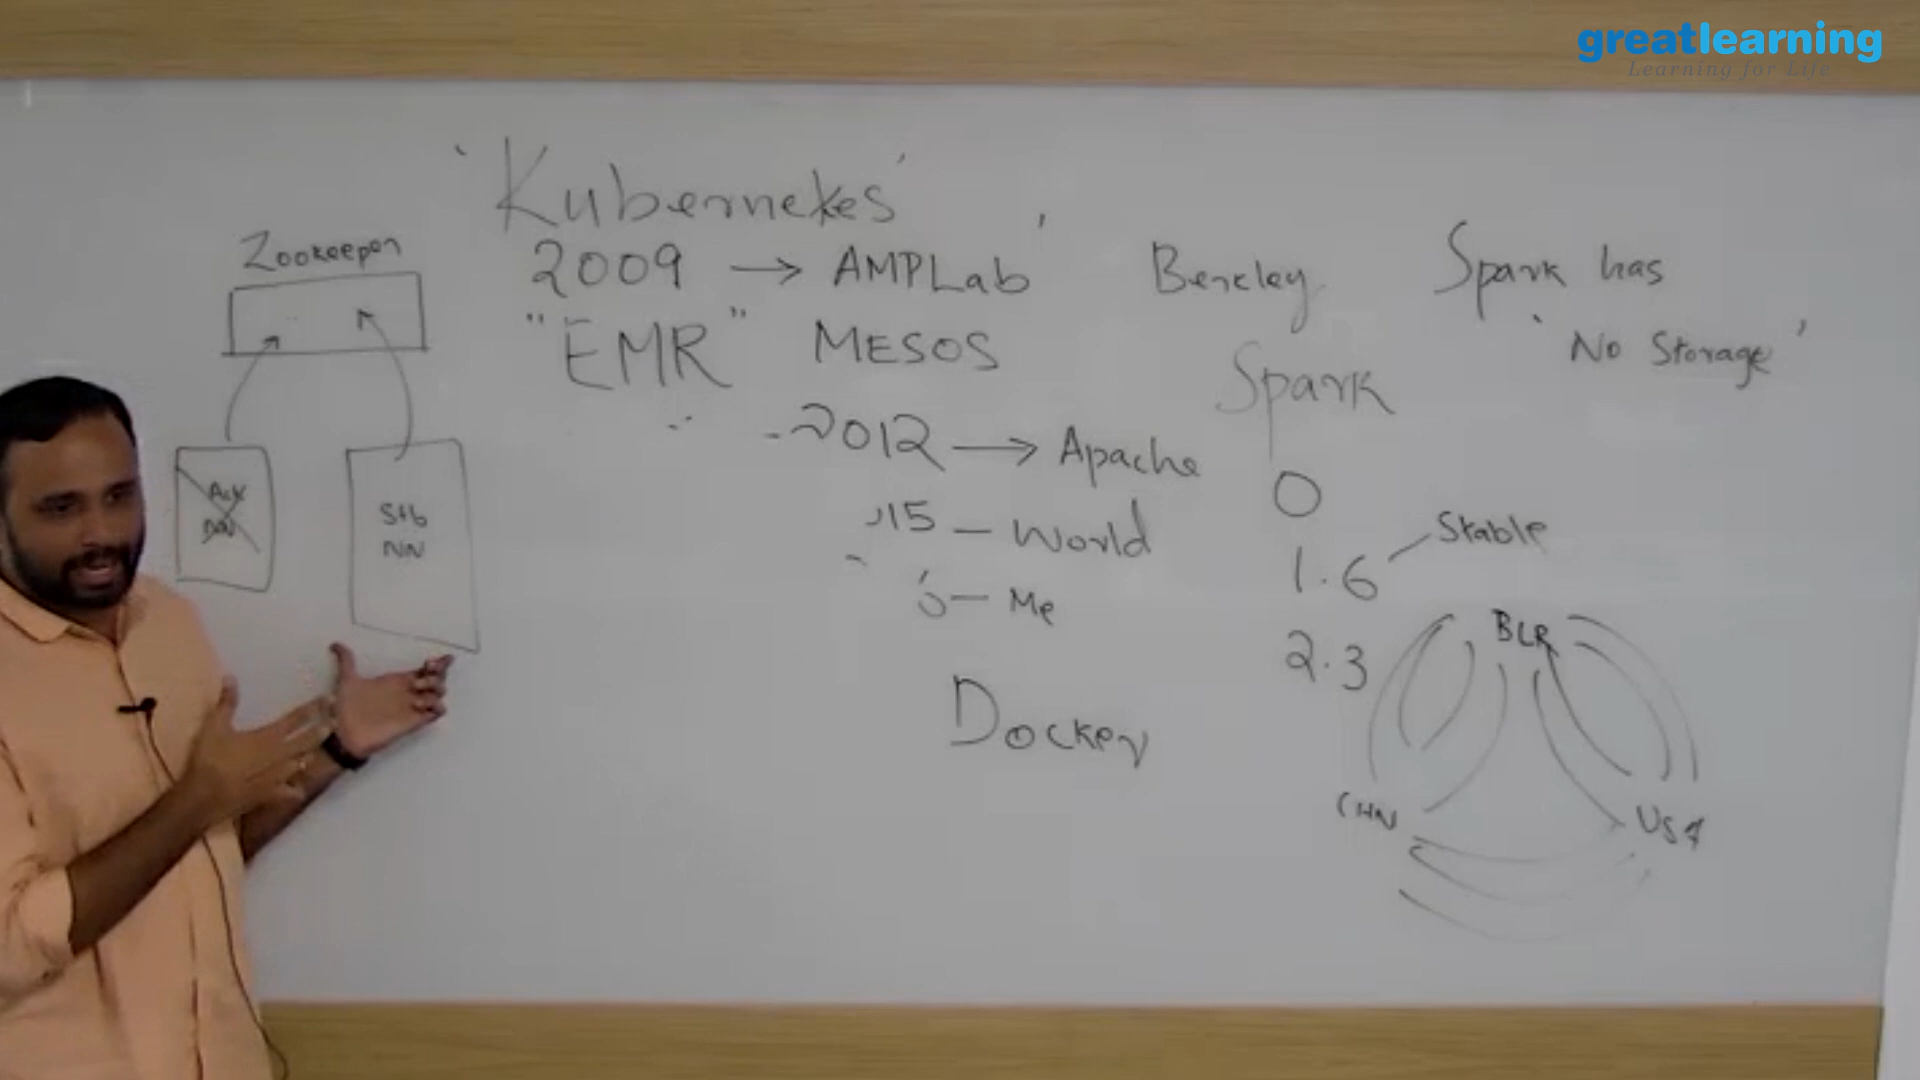 greatlearning
Learning for Life
'Kubernetes'
Zookeeper
2009 → AMPLab' Bercley
Spark has
'No Storage'
"EMR" MESOS
Spark
2012 → Apache
0
'15 – World
Stable
1.6
Stb
NN
Me
BLR
2.3
Docker
CHN
USA